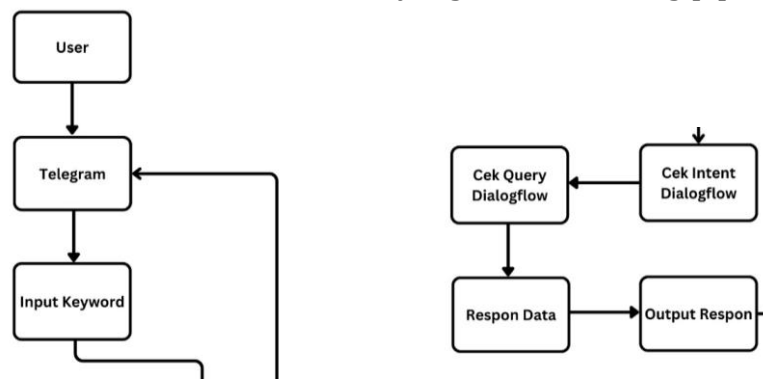 User
Telegram
Input Keyword
Cek Query
Dialogflow
Cek Intent
Dialogflow
Respon Data
Output Respon